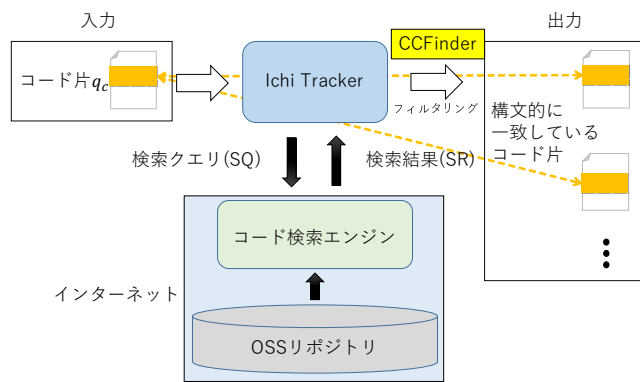 入力
出力
コード片q_c
Ichi Tracker
CCFinder
フィルタリング
構文的に
一致している
コード片
検索クエリ(SQ)
検索結果(SR)
コード検索エンジン
インターネット
OSSリポジトリ